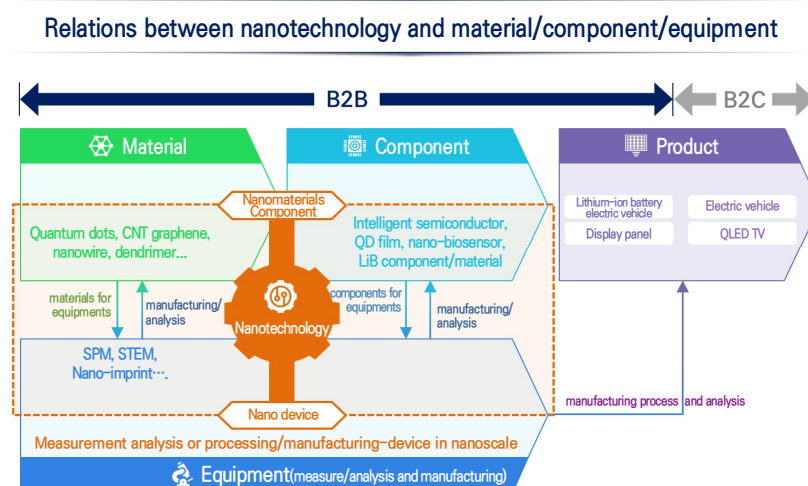 Relations between nanotechnology and material/component/equipment
B2B
B2C
Material
Component
Product
Nanomaterials
Component
Quantum dots, CNT graphene,
nanowire, dendrimer...
Intelligent semiconductor,
QD film, nano-biosensor,
LiB component/material
Lithium-ion battery
electric vehicle
Electric vehicle
Display panel
QLED TV
materials for
equipments
manufacturing/
analysis
Nanotechnology
components for
equipments
manufacturing/
analysis
SPM, STEM,
Nano-imprint….
Nano device
manufacturing process and analysis
Measurement analysis or processing/manufacturing-device in nanoscale
Equipment(measure/analysis and manufacturing)